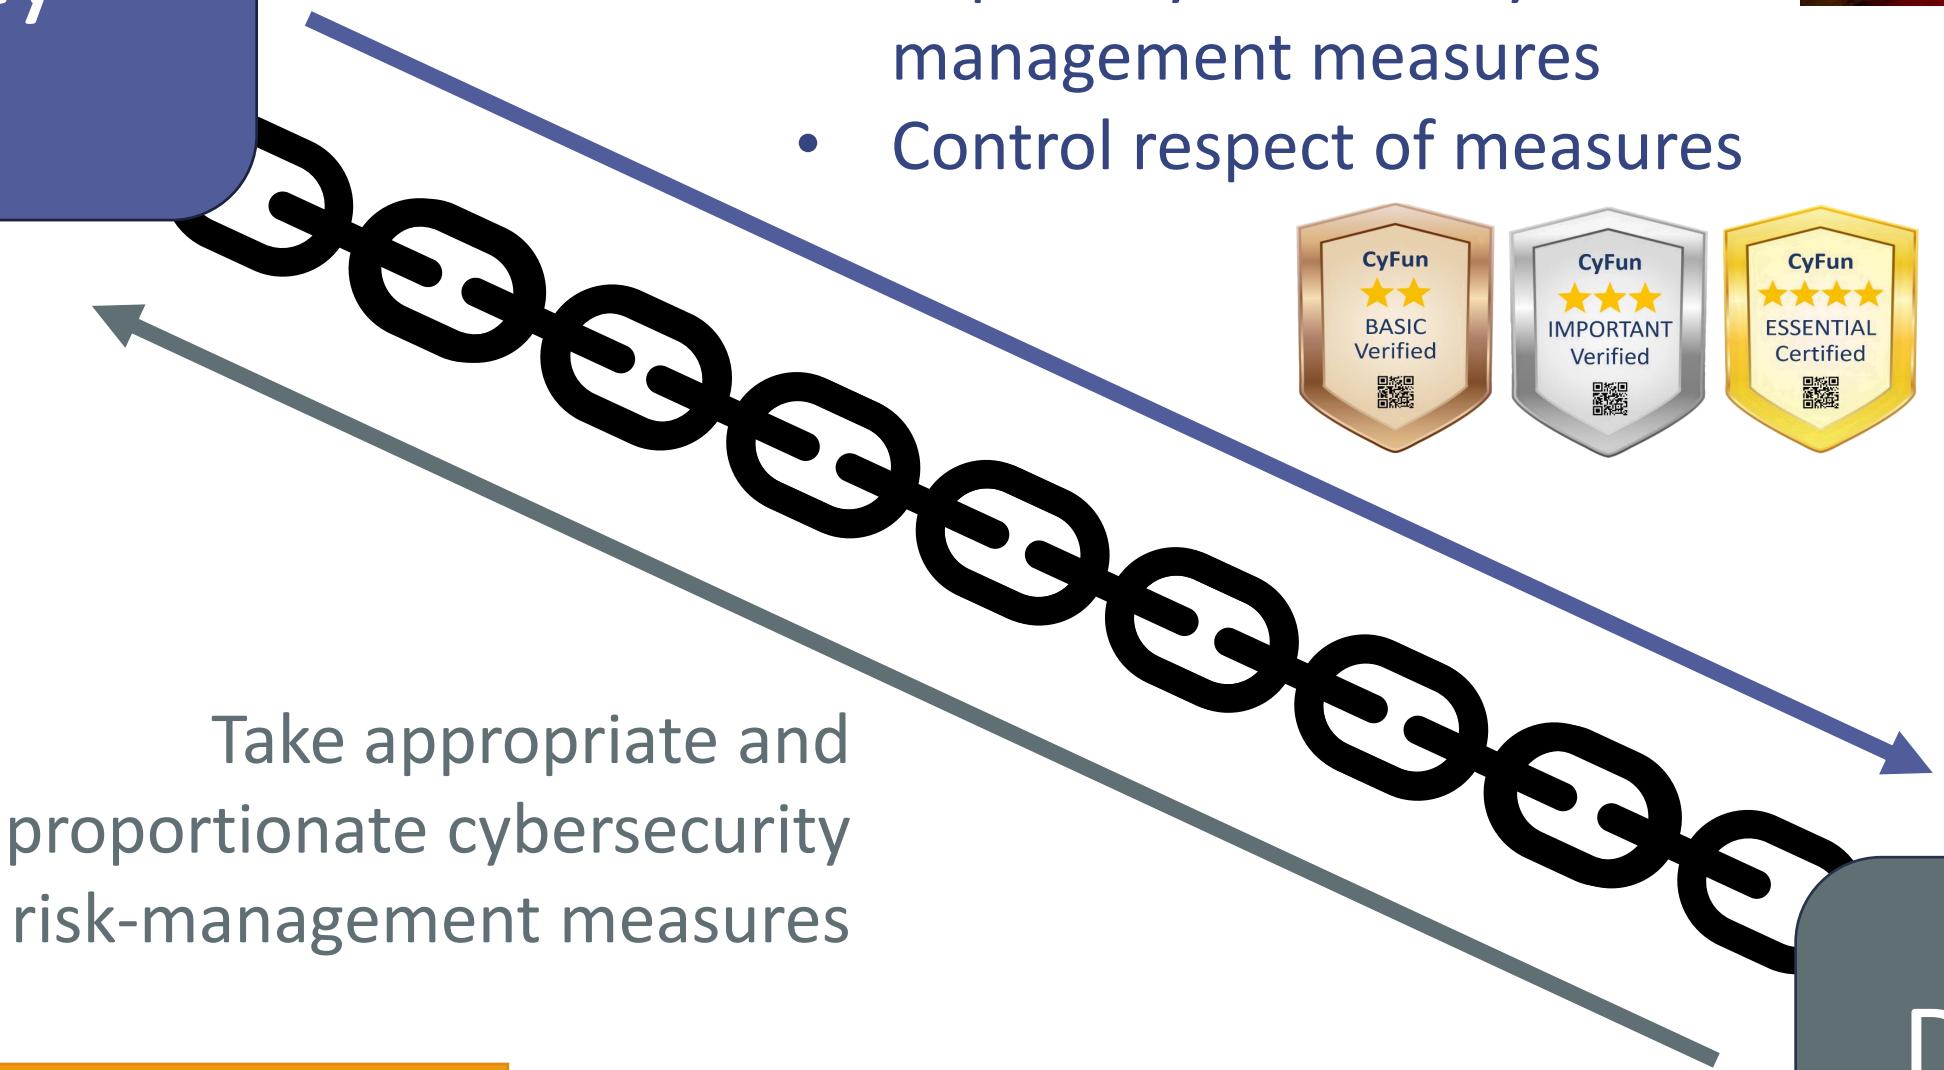 management measures
• Control respect of measures
CyFun
BASIC
Verified
CyFun
IMPORTANT
Verified
CyFun
ESSENTIAL
Certified
Take appropriate and
proportionate cybersecurity
risk-management measures